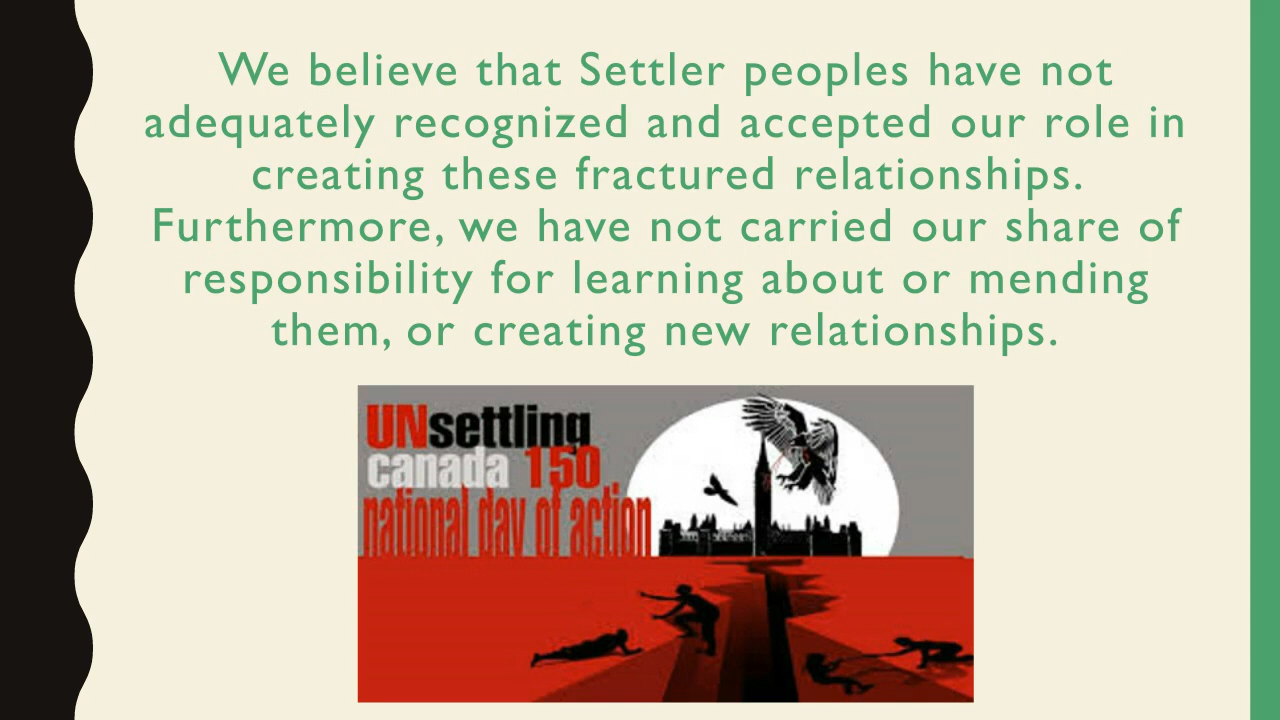 We believe that Settler peoples have not
adequately recognized and accepted our role in
creating these fractured relationships.
Furthermore, we have not carried our share of
responsibility for learning about or mending
them, or creating new relationships.
UNsettling
canada 150
national day of action